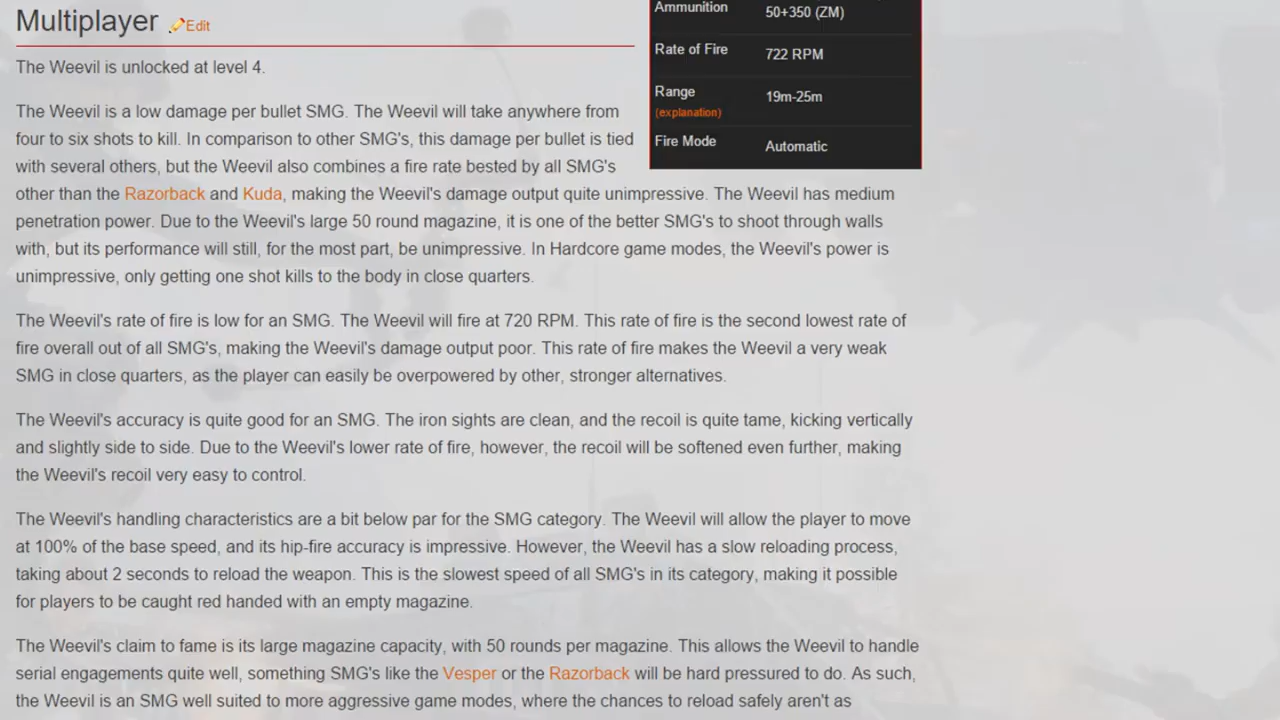 Multiplayer Edit
Ammunition
50+350 (ZM)
Rate of Fire 722 RPM
Range 19m-25m
(explanation)
Fire Mode Automatic
The Weevil is unlocked at level 4.
The Weevil is a low damage per bullet SMG. The Weevil will take anywhere from
four to six shots to kill. In comparison to other SMG's, this damage per bullet is tied
with several others, but the Weevil also combines a fire rate bested by all SMG's
other than the Razorback and Kuda, making the Weevil's damage output quite unimpressive. The Weevil has medium
penetration power. Due to the Weevil's large 50 round magazine, it is one of the better SMG's to shoot through walls
with, but its performance will still, for the most part, be unimpressive. In Hardcore game modes, the Weevil's power is
unimpressive, only getting one shot kills to the body in close quarters.
The Weevil's rate of fire is low for an SMG. The Weevil will fire at 720 RPM. This rate of fire is the second lowest rate of
fire overall out of all SMG's, making the Weevil's damage output poor. This rate of fire makes the Weevil a very weak
SMG in close quarters, as the player can easily be overpowered by other, stronger alternatives.
The Weevil's accuracy is quite good for an SMG. The iron sights are clean, and the recoil is quite tame, kicking vertically
and slightly side to side. Due to the Weevil's lower rate of fire, however, the recoil will be softened even further, making
the Weevil's recoil very easy to control.
The Weevil's handling characteristics are a bit below par for the SMG category. The Weevil will allow the player to move
at 100% of the base speed, and its hip-fire accuracy is impressive. However, the Weevil has a slow reloading process,
taking about 2 seconds to reload the weapon. This is the slowest speed of all SMG's in its category, making it possible
for players to be caught red handed with an empty magazine.
The Weevil's claim to fame is its large magazine capacity, with 50 rounds per magazine. This allows the Weevil to handle
serial engagements quite well, something SMG's like the Vesper or the Razorback will be hard pressured to do. As such,
the Weevil is an SMG well suited to more aggressive game modes, where the chances to reload safely aren't as